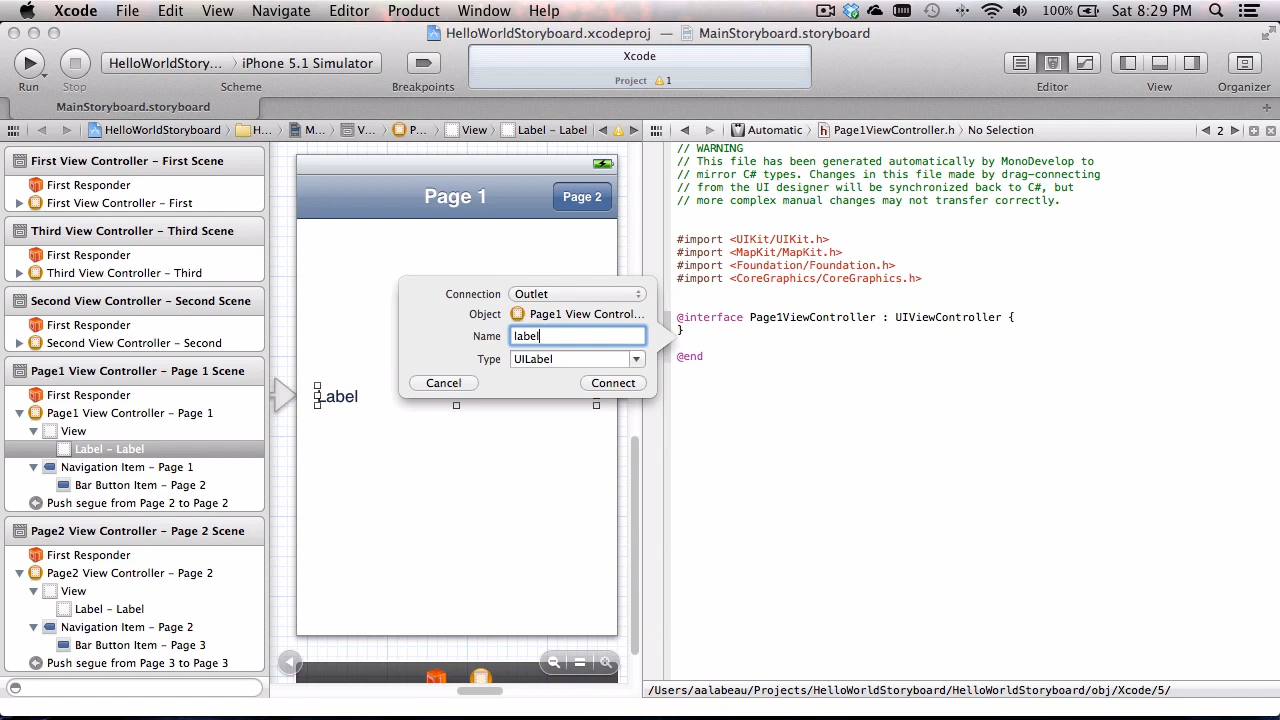 Xcode File Edit View Navigate Editor Product Window Help 100% Sat 8:29 PM
HelloWorldStoryboard.xcodeproj — MainStoryboard.storyboard
HelloWorldStory... iPhone 5.1 Simulator
Xcode
Project 1
Run Stop Scheme Breakpoints Editor View Organizer
MainStoryboard.storyboard
HelloWorldStoryboard H... M... V... P... View Label – Label
Automatic Page1ViewController.h No Selection 2
First View Controller – First Scene
First Responder
First View Controller – First
Third View Controller – Third Scene
First Responder
Third View Controller – Third
Second View Controller – Second Scene
First Responder
Second View Controller – Second
Page1 View Controller – Page 1 Scene
First Responder
Page1 View Controller – Page 1
View
Label – Label
Navigation Item – Page 1
Bar Button Item – Page 2
Push segue from Page 2 to Page 2
Page2 View Controller – Page 2 Scene
First Responder
Page2 View Controller – Page 2
View
Label – Label
Navigation Item – Page 2
Bar Button Item – Page 3
Push segue from Page 3 to Page 3
Page 1
Page 2
Label
Connection Outlet
Object Page1 View Control...
Name label
Type UILabel
Cancel Connect
// WARNING
// This file has been generated automatically by MonoDevelop to
// mirror C# types. Changes in this file made by drag-connecting
// from the UI designer will be synchronized back to C#, but
// more complex manual changes may not transfer correctly.
#import <UIKit/UIKit.h>
#import <MapKit/MapKit.h>
#import <Foundation/Foundation.h>
#import <CoreGraphics/CoreGraphics.h>
@interface Page1ViewController : UIViewController {
}
@end
/Users/aalabeau/Projects/HelloWorldStoryboard/HelloWorldStoryboard/obj/Xcode/5/